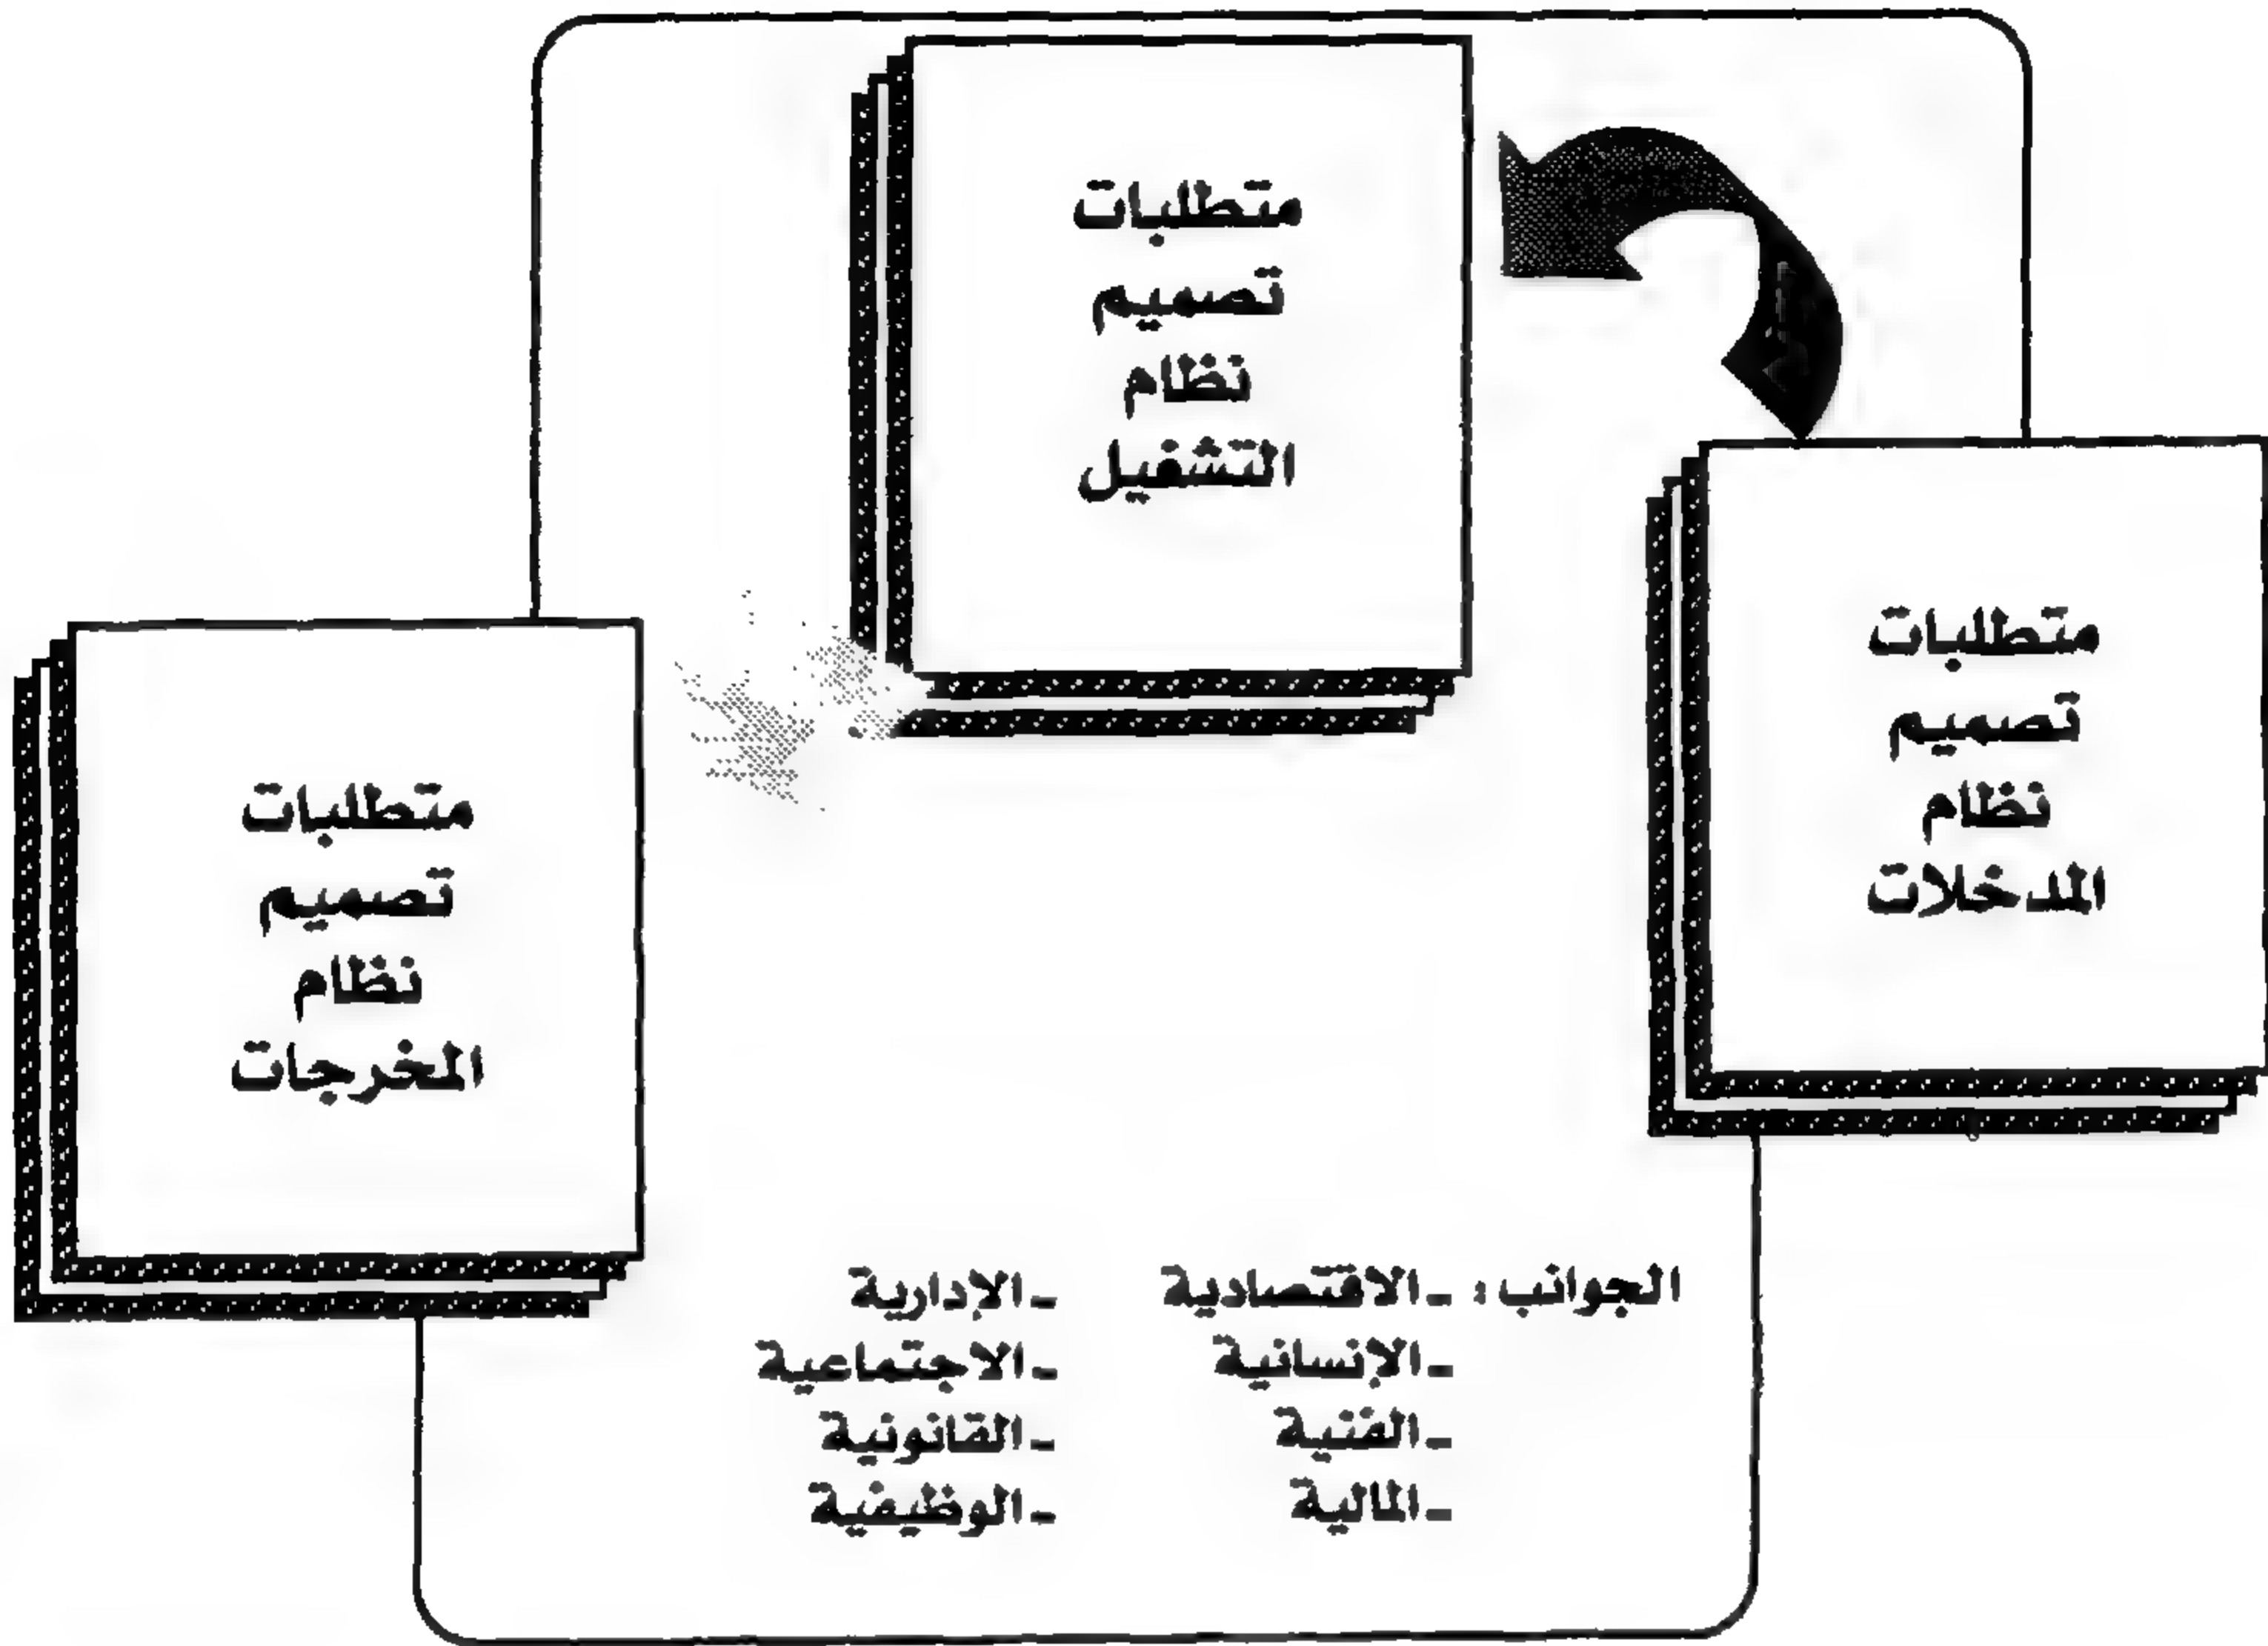 متطلبات
تصميم
نظام
التشغيل
متطلبات
تصميم
نظام
المدخلات
متطلبات
تصميم
نظام
المخرجات
الجوانب: ـ الاقتصادية ـ الإدارية
ـ الإنسانية ـ الاجتماعية
ـ الفنية ـ القانونية
ـ المالية ـ الوظيفية